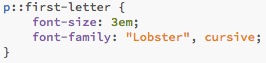 p::first-letter {
    font-size: 3em;
    font-family: "Lobster", cursive;
}